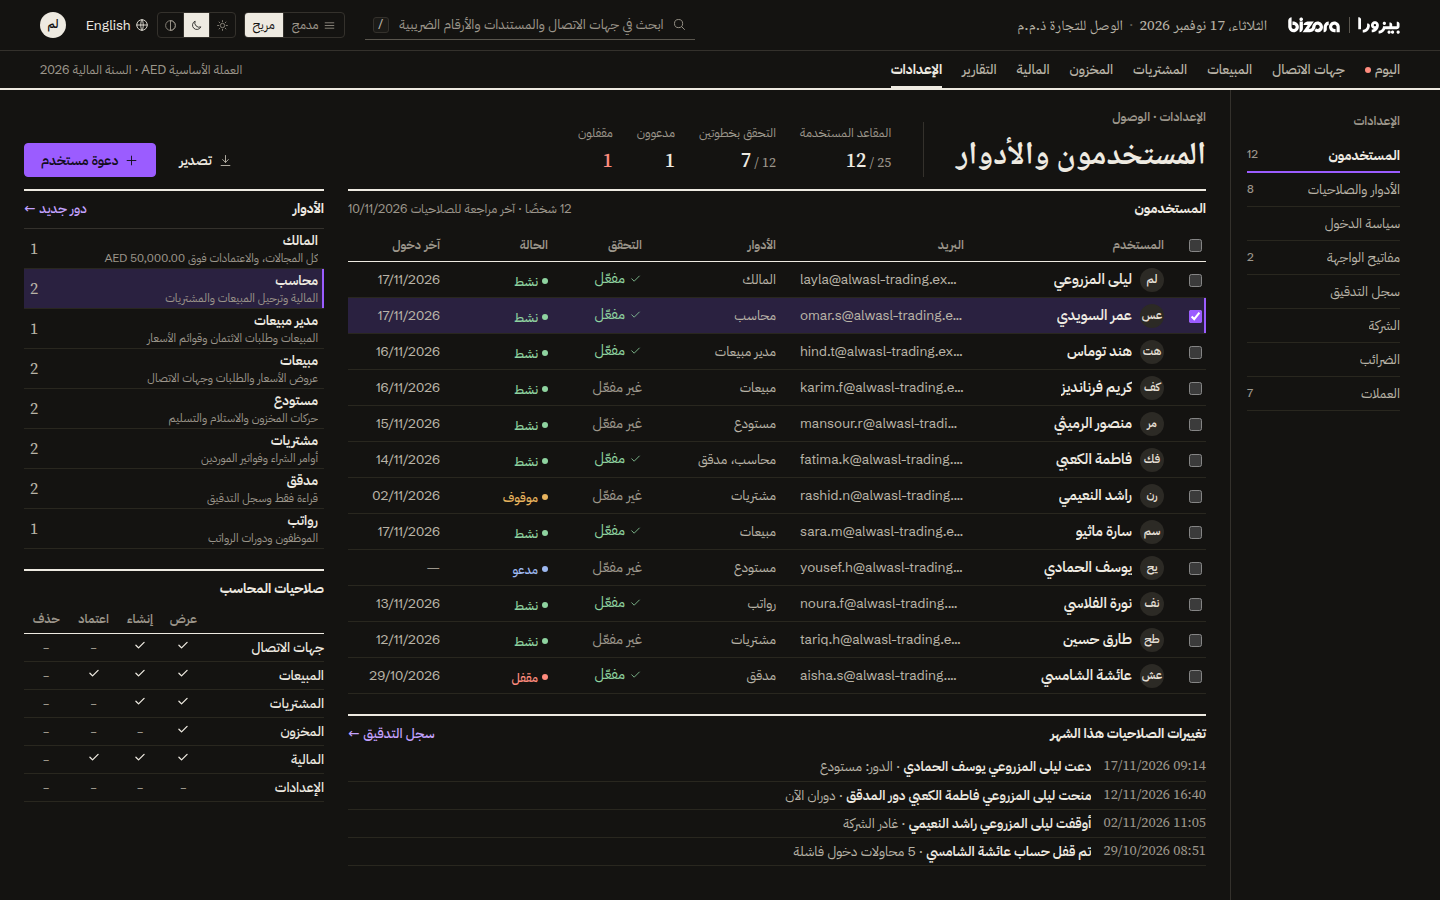 بيزورا | bizora
الثلاثاء، 17 نوفمبر 2026 · الوصل للتجارة ذ.م.م
ابحث في جهات الاتصال والمستندات والأرقام الضريبية /
مدمج مريح
English
لم
اليوم جهات الاتصال المبيعات المشتريات المخزون المالية التقارير الإعدادات
العملة الأساسية AED · السنة المالية 2026
الإعدادات
المستخدمون 12
الأدوار والصلاحيات 8
سياسة الدخول
مفاتيح الواجهة 2
سجل التدقيق
الشركة
الضرائب
العملات 7
الإعدادات · الوصول
المستخدمون والأدوار
المقاعد المستخدمة 12 / 25
التحقق بخطوتين 7 / 12
مدعوون 1
مقفلون 1
تصدير
دعوة مستخدم
المستخدمون
12 شخصًا · آخر مراجعة للصلاحيات 10/11/2026
المستخدم البريد الأدوار التحقق الحالة آخر دخول
لم ليلى المزروعي layla@alwasl-trading.ex… المالك مفعّل نشط 17/11/2026
عس عمر السويدي omar.s@alwasl-trading.e… محاسب مفعّل نشط 17/11/2026
هت هند توماس hind.t@alwasl-trading.ex… مدير مبيعات مفعّل نشط 16/11/2026
كف كريم فرنانديز karim.f@alwasl-trading.e… مبيعات غير مفعّل نشط 16/11/2026
مر منصور الرميثي mansour.r@alwasl-tradi… مستودع غير مفعّل نشط 15/11/2026
فك فاطمة الكعبي fatima.k@alwasl-trading.… محاسب، مدقق مفعّل نشط 14/11/2026
رن راشد النعيمي rashid.n@alwasl-trading.… مشتريات غير مفعّل موقوف 02/11/2026
سم سارة ماثيو sara.m@alwasl-trading.e… مبيعات مفعّل نشط 17/11/2026
يح يوسف الحمادي yousef.h@alwasl-trading… مستودع غير مفعّل مدعو —
نف نورة الفلاسي noura.f@alwasl-trading.e… رواتب مفعّل نشط 13/11/2026
طح طارق حسين tariq.h@alwasl-trading.e… مشتريات غير مفعّل نشط 12/11/2026
عش عائشة الشامسي aisha.s@alwasl-trading.… مدقق مفعّل مقفل 29/10/2026
تغييرات الصلاحيات هذا الشهر
سجل التدقيق ←
17/11/2026 09:14 دعت ليلى المزروعي يوسف الحمادي · الدور: مستودع
12/11/2026 16:40 منحت ليلى المزروعي فاطمة الكعبي دور المدقق · دوران الآن
02/11/2026 11:05 أوقفت ليلى المزروعي راشد النعيمي · غادر الشركة
29/10/2026 08:51 تم قفل حساب عائشة الشامسي · 5 محاولات دخول فاشلة
الأدوار
دور جديد ←
المالك 1
كل المجالات، والاعتمادات فوق AED 50,000.00
محاسب 2
المالية وترحيل المبيعات والمشتريات
مدير مبيعات 1
المبيعات وطلبات الائتمان وقوائم الأسعار
مبيعات 2
عروض الأسعار والطلبات وجهات الاتصال
مستودع 2
حركات المخزون والاستلام والتسليم
مشتريات 2
أوامر الشراء وفواتير الموردين
مدقق 2
قراءة فقط وسجل التدقيق
رواتب 1
الموظفون ودورات الرواتب
صلاحيات المحاسب
عرض إنشاء اعتماد حذف
جهات الاتصال ✓ ✓ – –
المبيعات ✓ ✓ ✓ –
المشتريات ✓ ✓ – –
المخزون ✓ – – –
المالية ✓ ✓ ✓ –
الإعدادات – – – –